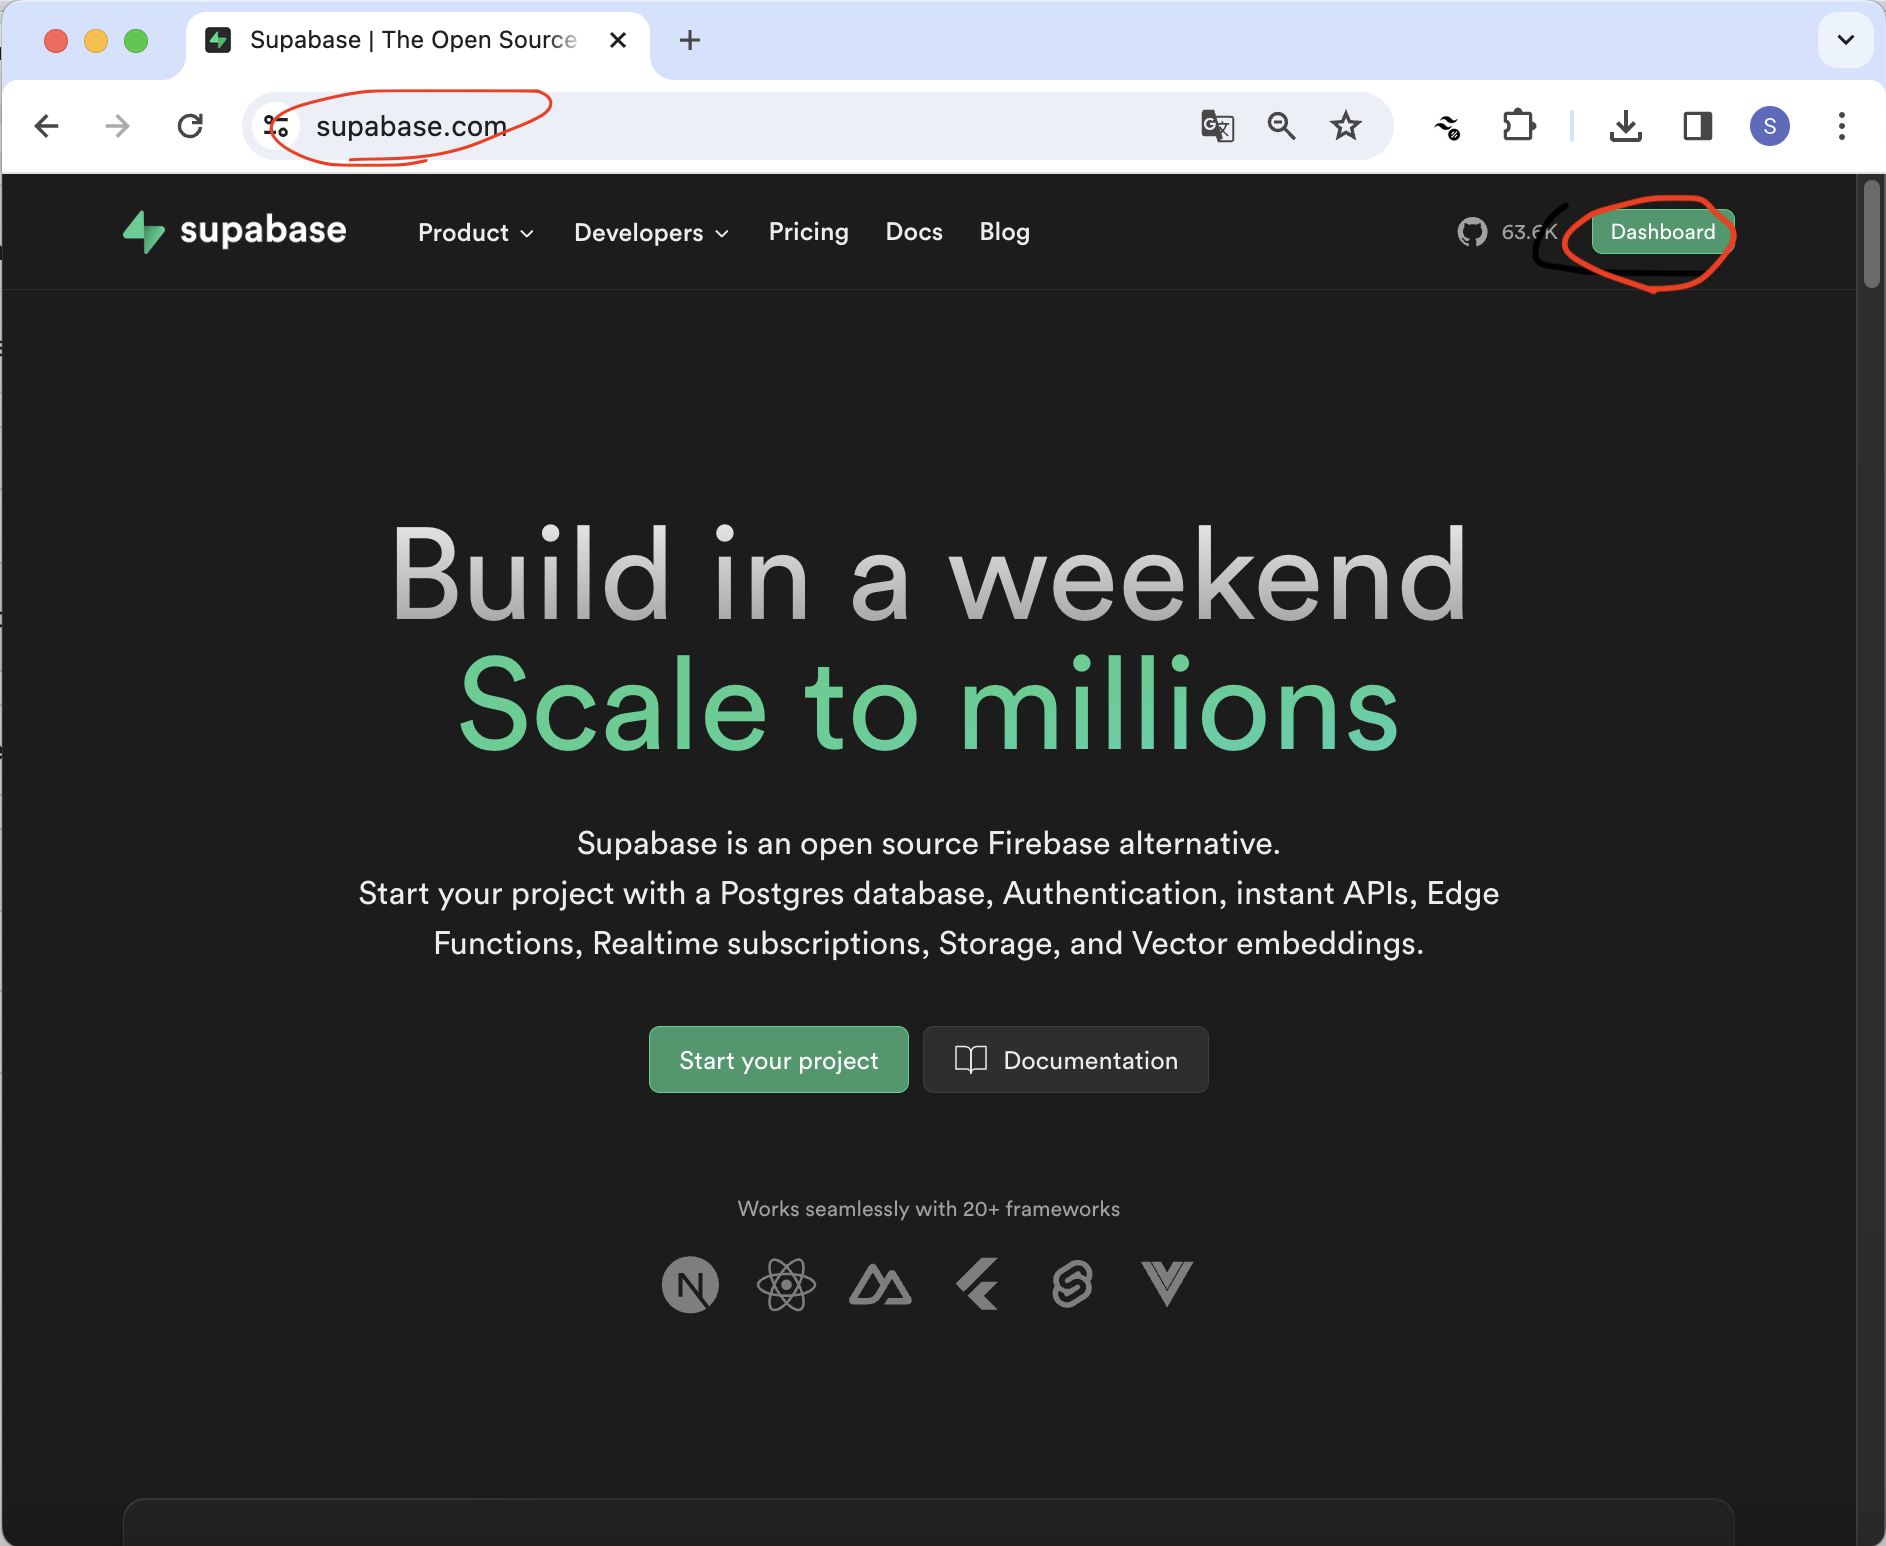 Supabase | The Open Source
supabase.com
S
supabase
Product
Developers
Pricing
Docs
Blog
63.6K
Dashboard
Build in a weekend
Scale to millions
Supabase is an open source Firebase alternative.
Start your project with a Postgres database, Authentication, instant APIs, Edge
Functions, Realtime subscriptions, Storage, and Vector embeddings.
Start your project
Documentation
Works seamlessly with 20+ frameworks